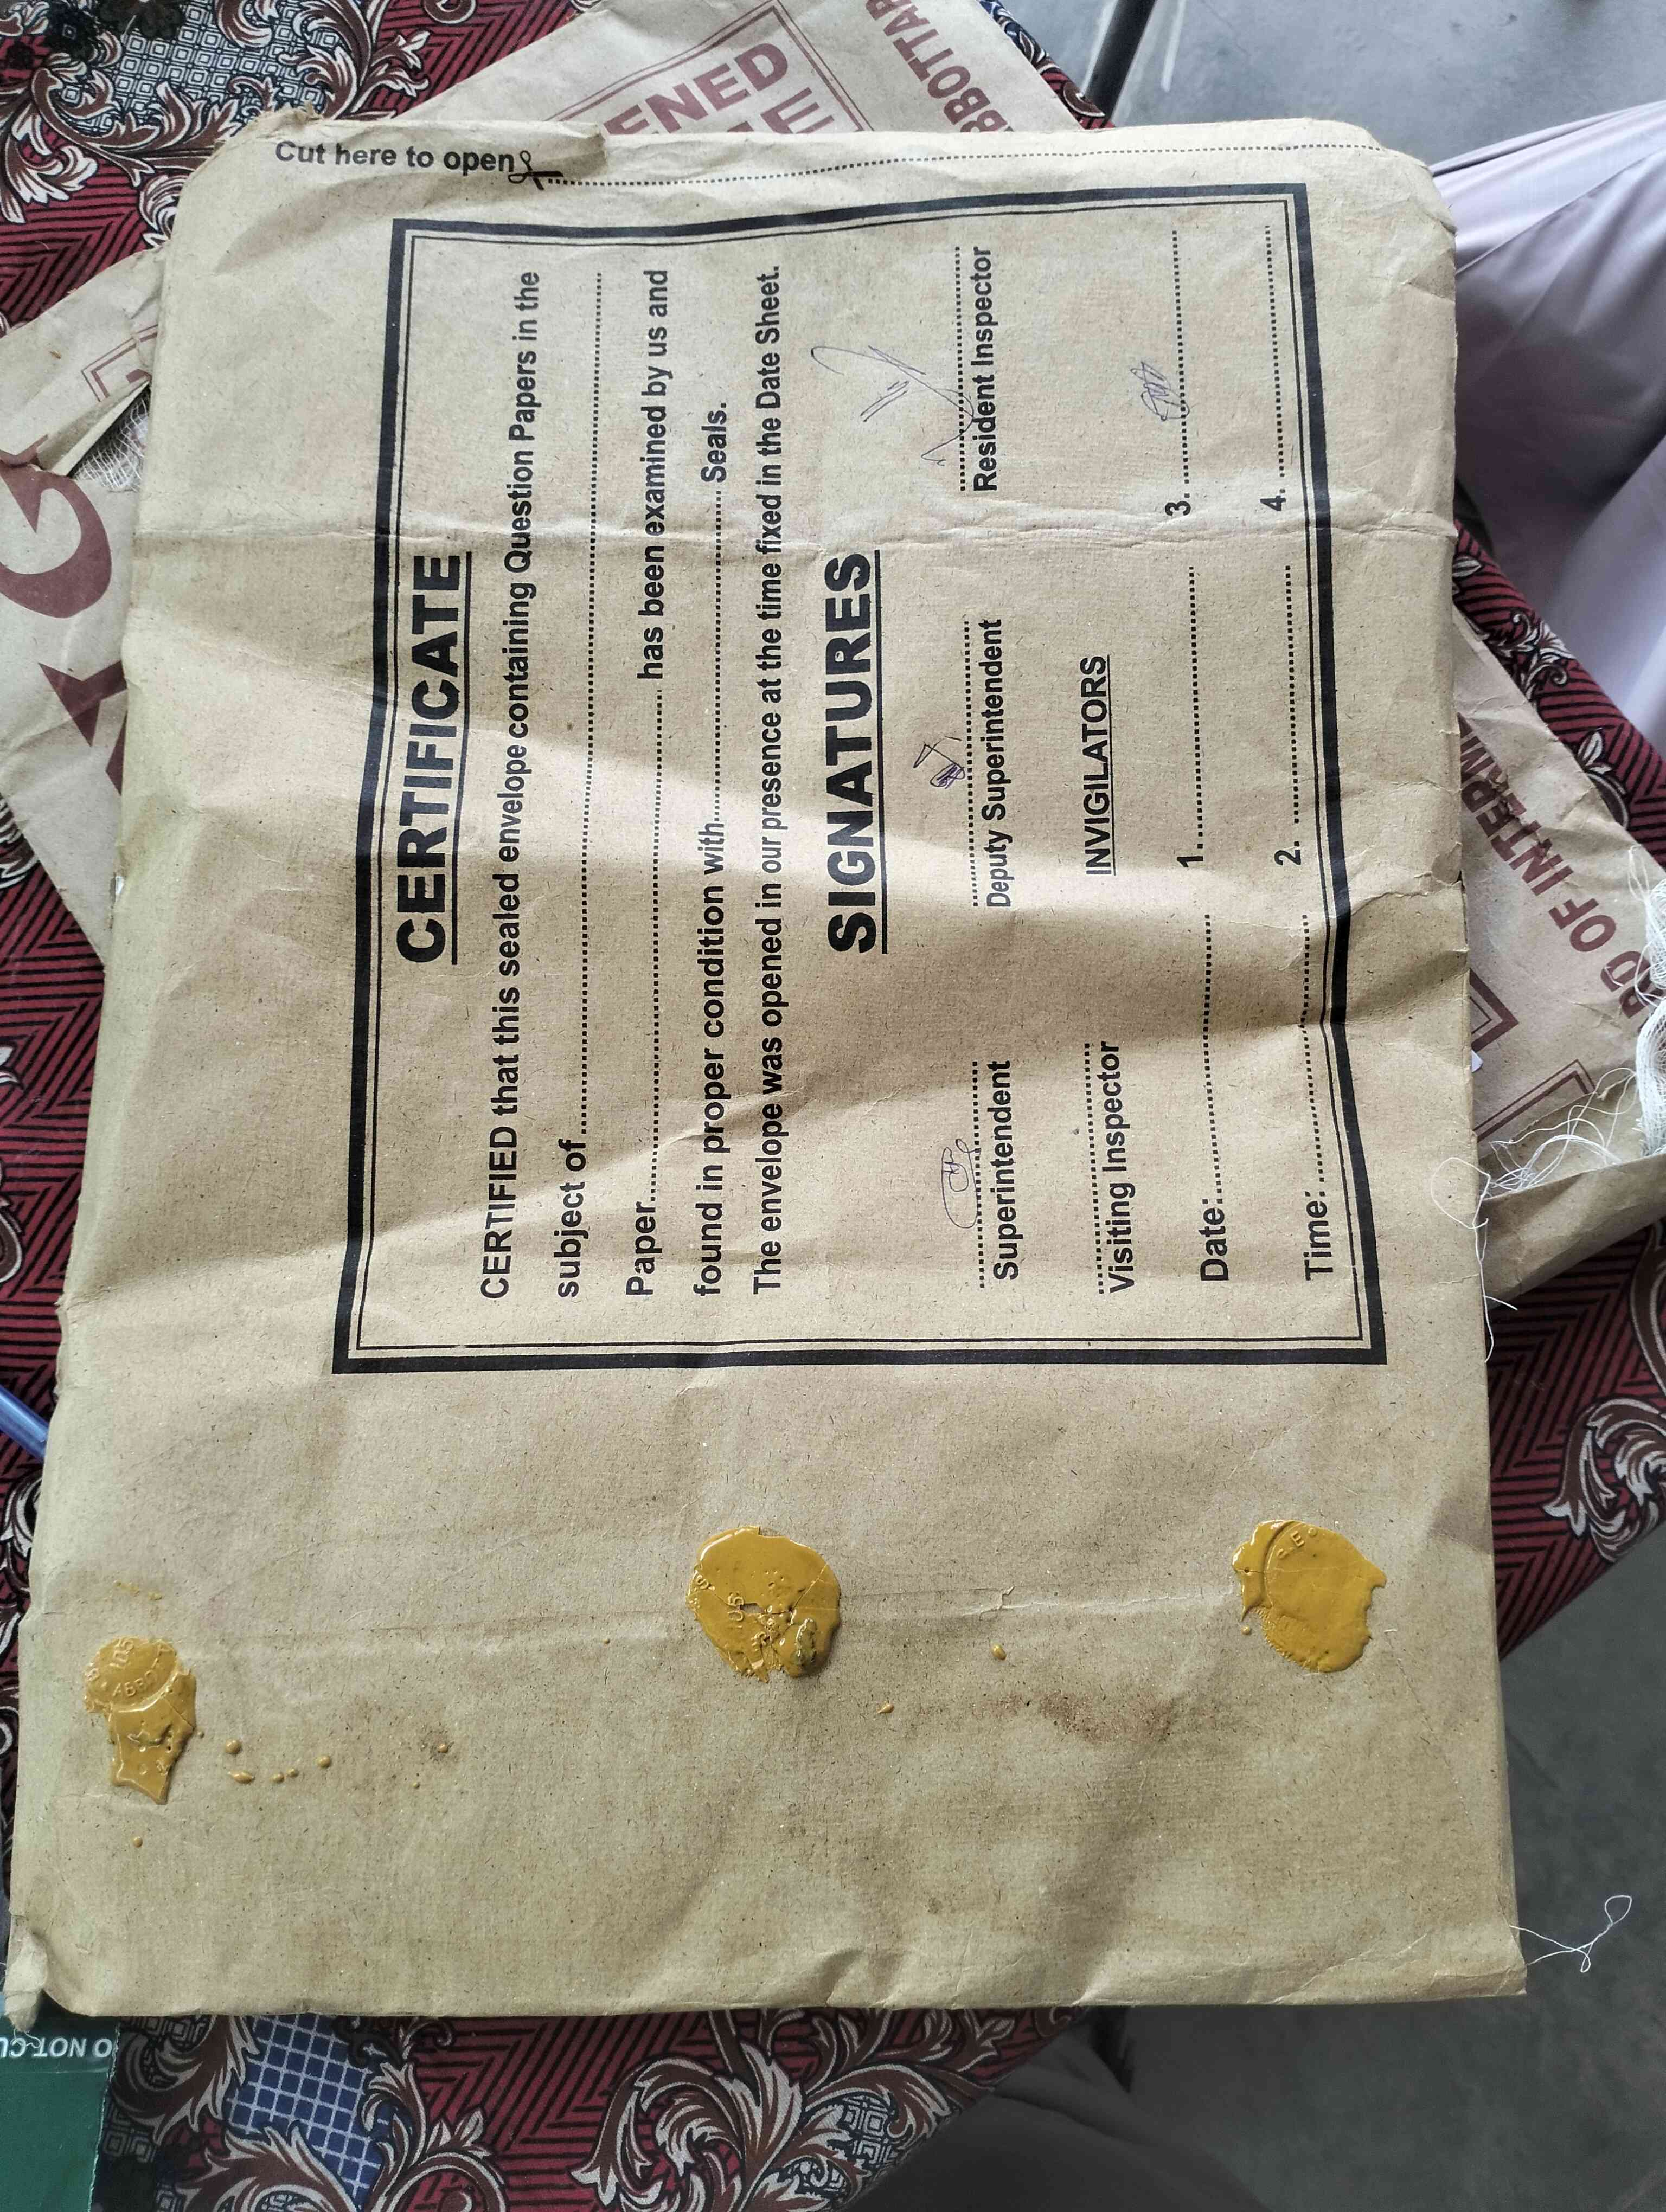 Cut here to open
CERTIFICATE
CERTIFIED that this sealed envelope containing Question Papers in the
subject of
Paper has been examined by us and
found in proper condition with Seals.
The envelope was opened in our presence at the time fixed in the Date Sheet.
SIGNATURES
Superintendent Deputy Superintendent Resident Inspector
Visiting Inspector INVIGILATORS
Date: 1. 3.
Time: 2. 4.
ENED
ABBOTTAB
OF INTERM
105
O NOT CU